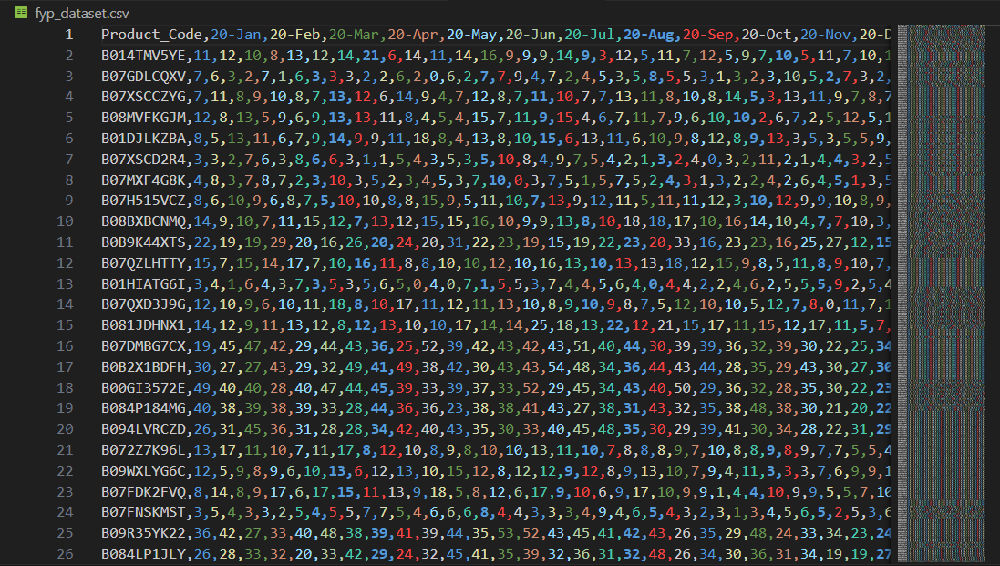 fyp_dataset.csv
1 Product_Code,20-Jan,20-Feb,20-Mar,20-Apr,20-May,20-Jun,20-Jul,20-Aug,20-Sep,20-Oct,20-Nov,20-D
2 B014TMV5YE,11,12,10,8,13,12,14,21,6,14,11,14,16,9,9,9,14,9,3,12,5,11,7,12,5,9,7,10,5,11,7,10,1
3 B07GDLCQXV,7,6,3,2,7,1,6,3,3,3,2,2,6,2,0,6,2,7,7,9,4,7,2,4,5,3,5,8,5,5,3,1,3,2,3,10,5,2,7,3,2,
4 B07XSCCZYG,7,11,8,9,10,8,7,13,12,6,14,9,4,7,12,8,7,11,10,7,7,13,11,8,10,8,14,5,3,13,11,9,7,8,7
5 B08MVFKGJM,12,8,13,5,9,6,9,13,13,11,8,4,5,4,15,7,11,9,15,4,6,7,11,7,9,6,10,10,2,6,7,2,5,12,5,1
6 B01DJLKZBA,8,5,13,11,6,7,9,14,9,9,11,18,8,4,13,8,10,15,6,13,11,6,10,9,8,12,8,9,13,3,5,3,5,5,9,
7 B07XSCD2R4,3,3,2,7,6,3,8,6,6,3,1,1,5,4,3,5,3,5,10,8,4,9,7,5,4,2,1,3,2,4,0,3,2,11,2,1,4,4,3,2,5
8 B07MXF4G8K,4,8,3,7,8,7,2,3,10,3,5,2,3,4,5,3,7,10,0,3,7,5,1,5,7,5,2,4,3,1,3,2,2,4,2,6,4,5,1,3,5
9 B07H515VCZ,8,6,10,9,6,8,7,5,10,10,8,8,15,9,5,11,10,7,13,9,12,11,5,11,11,12,3,10,12,9,9,10,8,9,
10 B08BXBCNMQ,14,9,10,7,11,15,12,7,13,12,15,15,16,10,9,9,13,8,10,18,18,17,10,16,14,10,4,7,7,10,3,
11 B0B9K44XTS,22,19,19,29,20,16,26,20,24,20,31,22,23,19,15,19,22,23,20,33,16,23,23,16,25,27,12,15
12 B07QZLHTTY,15,7,15,14,17,7,10,16,11,8,8,10,10,12,10,16,13,10,13,13,18,12,15,9,8,5,11,8,9,10,7,
13 B01HIATG6I,3,4,1,6,4,3,7,3,5,3,5,6,5,0,4,0,7,1,5,5,3,7,4,4,5,6,4,0,4,4,2,2,4,6,2,5,5,5,9,2,5,4
14 B07QXD3J9G,12,10,9,6,10,11,18,8,10,17,11,12,11,13,10,8,9,10,9,8,7,5,12,10,10,5,12,7,8,0,11,7,1
15 B081JDHNX1,14,12,9,11,13,12,8,12,13,10,10,17,14,14,25,18,13,22,12,21,15,17,11,15,12,17,11,5,7,
16 B07DMBG7CX,19,45,47,42,29,44,43,36,25,52,39,42,43,42,43,51,40,44,30,39,39,36,32,39,30,22,25,34
17 B0B2X1BDFH,30,27,27,43,29,32,49,41,49,38,42,30,43,43,54,48,34,36,44,43,44,28,35,29,43,30,27,30
18 B00GI3572E,49,40,40,28,40,47,44,45,39,33,39,37,33,52,29,45,34,43,40,50,29,36,32,28,35,30,22,23
19 B084P184MG,40,38,39,38,39,33,28,44,36,36,23,38,38,41,43,27,38,31,43,32,35,38,48,38,30,21,20,22
20 B094LVRCZD,26,31,45,36,31,28,28,34,42,40,43,35,30,33,40,45,48,35,30,29,39,41,30,34,28,22,31,29
21 B072Z7K96L,13,17,11,10,7,11,17,8,12,10,8,9,8,10,10,13,11,10,7,8,8,8,9,7,10,8,8,9,8,9,7,7,5,5,4
22 B09WXLYG6C,12,5,9,8,9,6,10,13,6,12,13,10,15,12,8,12,12,9,12,8,9,13,10,7,9,4,11,3,3,3,7,6,9,9,1
23 B07FDK2FVQ,8,14,8,9,17,6,17,15,11,13,9,18,5,8,12,6,17,9,10,6,9,17,10,9,9,1,4,4,10,9,9,5,5,7,10
24 B07FNSKMST,3,5,4,3,3,2,5,4,5,5,7,7,5,4,6,6,6,8,4,4,3,3,3,4,9,4,6,5,4,3,2,3,1,3,4,5,6,5,2,5,3,6
25 B09R35YK22,36,42,27,33,40,48,38,39,41,39,44,35,53,52,43,45,41,42,43,26,35,29,48,24,33,34,23,24
26 B084LP1JLY,26,28,33,32,20,33,42,29,24,32,45,41,35,39,32,36,31,32,48,26,34,30,36,31,34,19,19,27